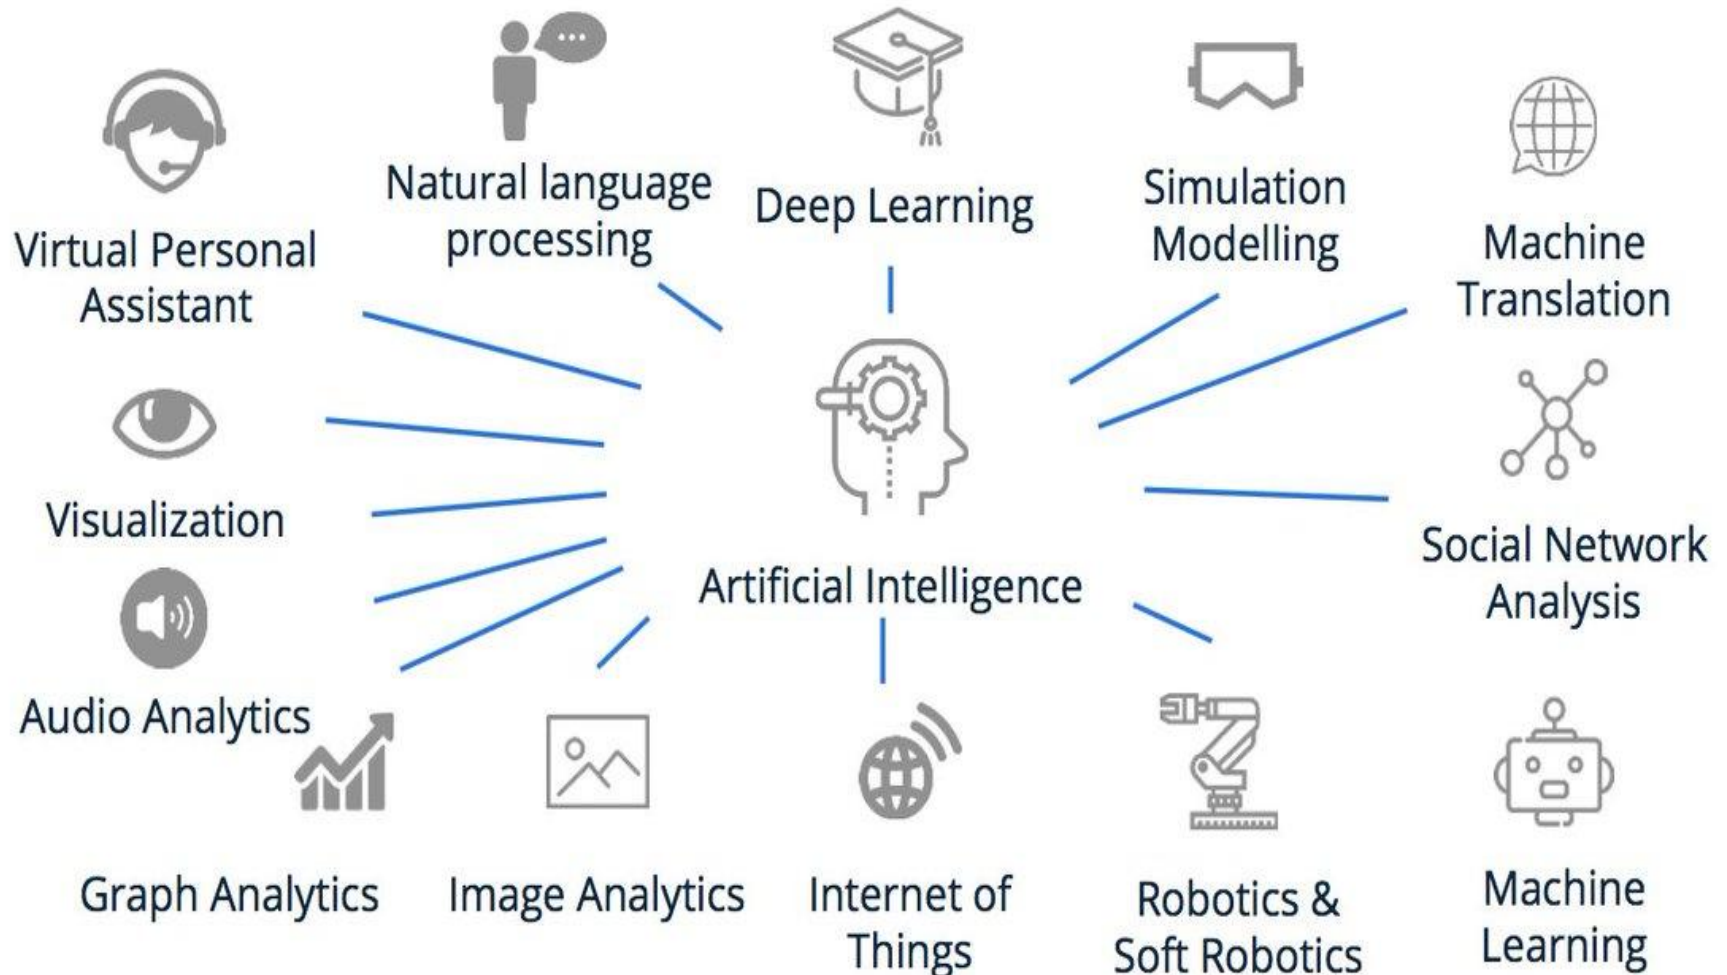 Natural language
processing
Deep Learning
Simulation
Modelling
Machine
Translation
Virtual Personal
Assistant
Visualization
Social Network
Analysis
Artificial Intelligence
Audio Analytics
Graph Analytics
Image Analytics
Internet of
Things
Robotics &
Soft Robotics
Machine
Learning